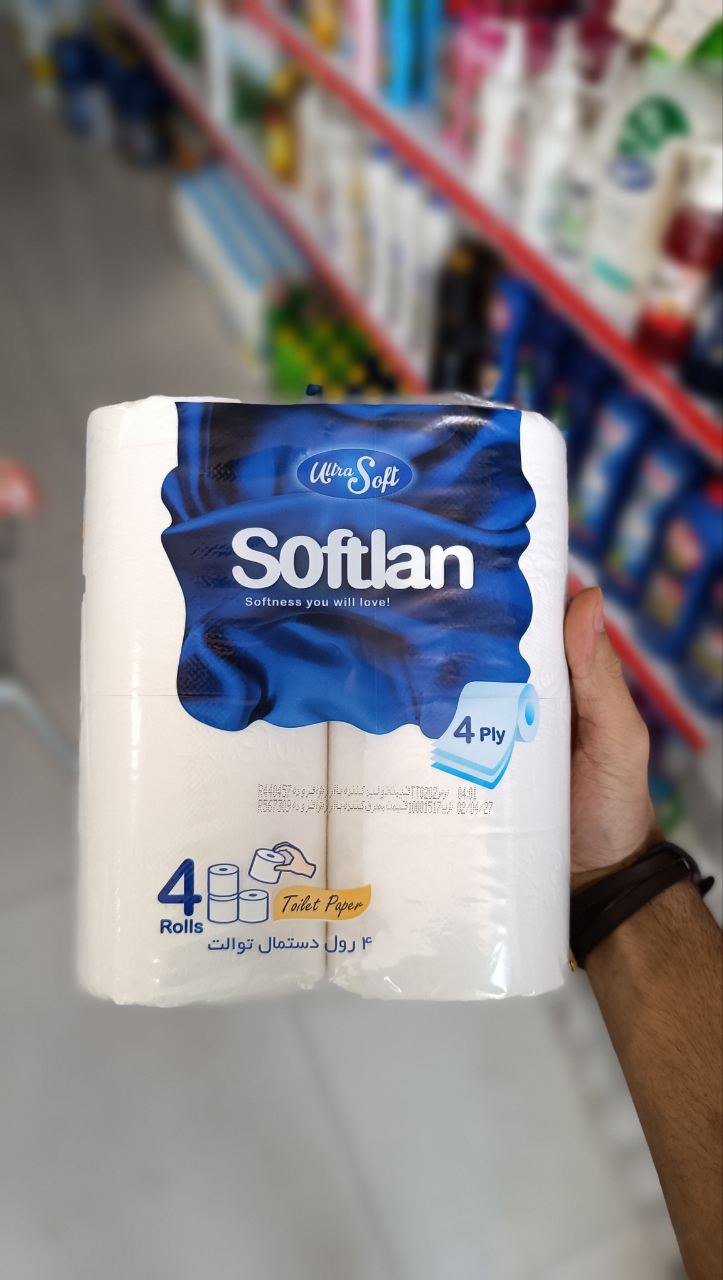 Ultra Soft
Softlan
Softness you will love!
4 Ply
4
Rolls
Toilet Paper
۴ رول دستمال توالت